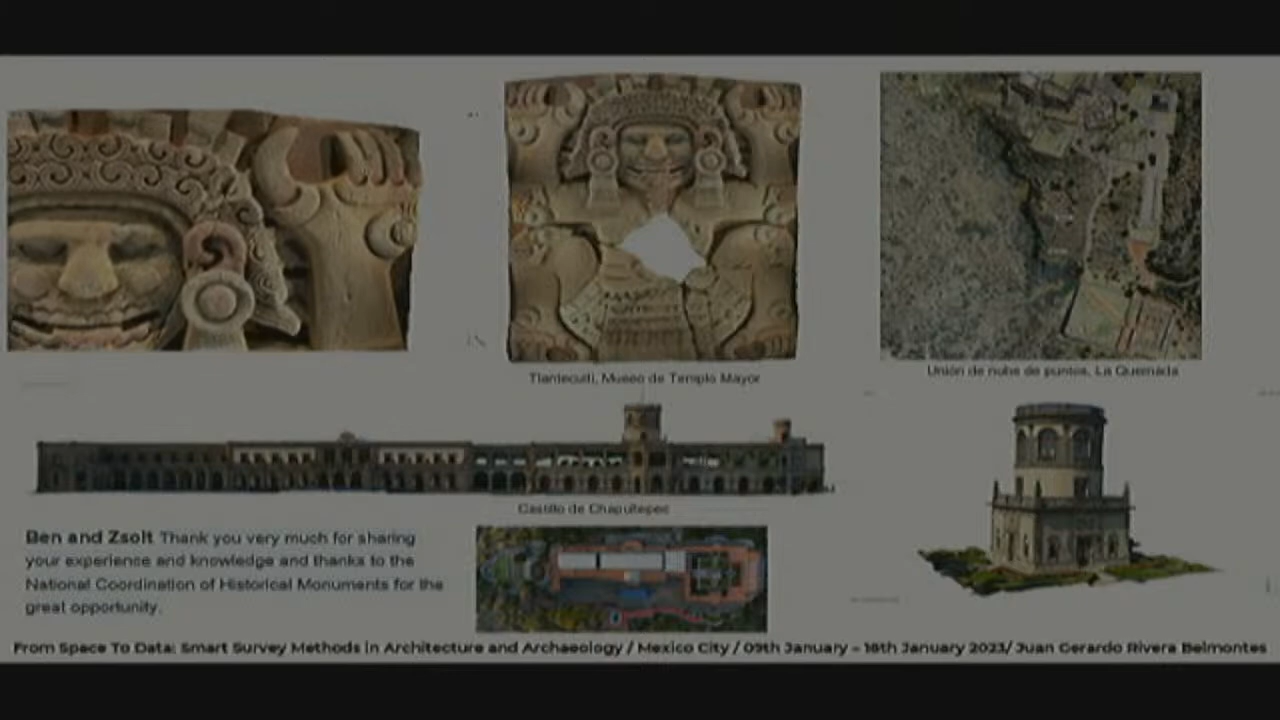 Tlantecutli, Museo de Templo Mayor
Unión de nube de puntos, La Quemada
Castillo de Chapultepec
Ben and Zsolt Thank you very much for sharing
your experience and knowledge and thanks to the
National Coordination of Historical Monuments for the
great opportunity.
From Space To Data: Smart Survey Methods in Architecture and Archaeology / Mexico City / 09th January - 18th January 2023/ Juan Gerardo Rivera Belmontes